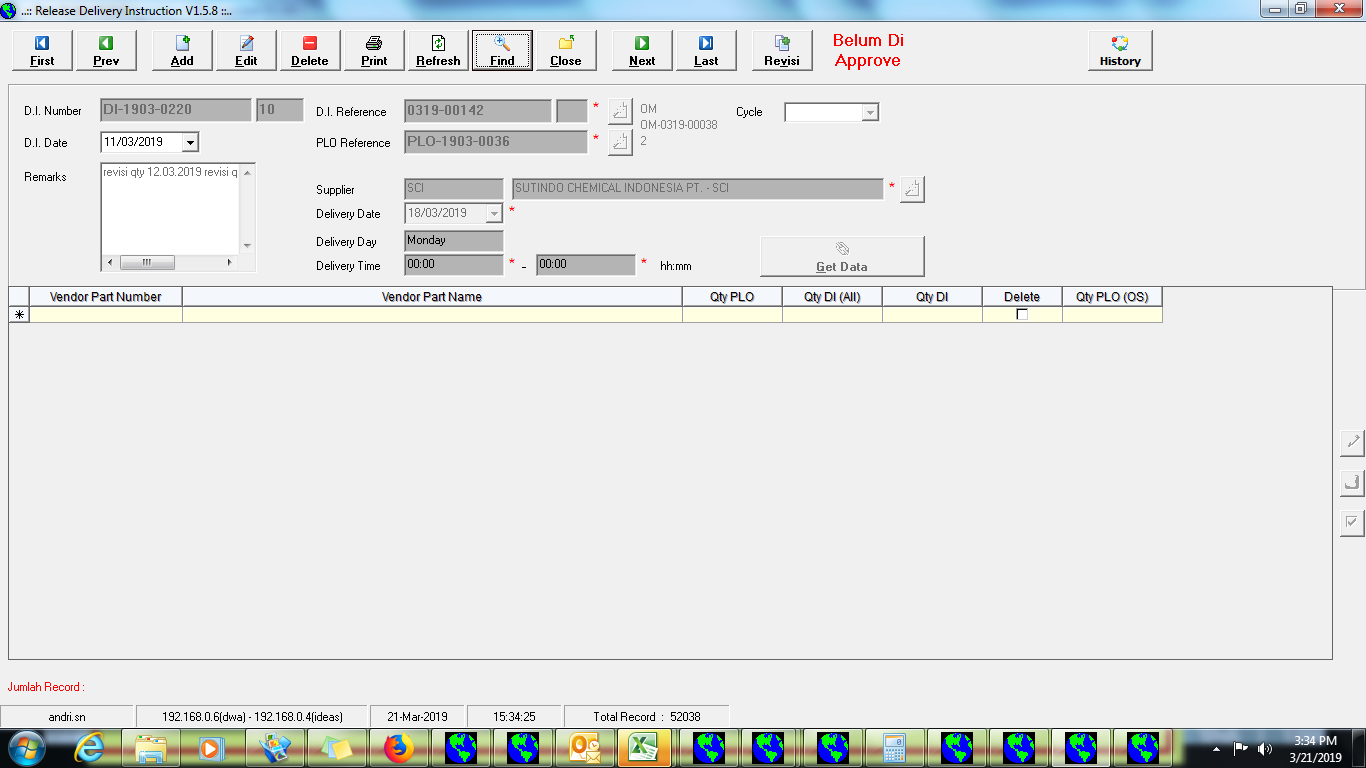 ..:: Release Delivery Instruction V1.5.8 ::..
First Prev Add Edit Delete Print Refresh Find Close Next Last Revisi Belum Di Approve History
D.I. Number DI-1903-0220 10 D.I. Reference 0319-00142 * OM Cycle
OM-0319-00038
D.I. Date 11/03/2019 PLO Reference PLO-1903-0036 * 2
Remarks revisi qty 12.03.2019 revisi q
Supplier SCI SUTINDO CHEMICAL INDONESIA PT. - SCI *
Delivery Date 18/03/2019 *
Delivery Day Monday
Delivery Time 00:00 * - 00:00 * hh:mm Get Data
Vendor Part Number Vendor Part Name Qty PLO Qty DI (All) Qty DI Delete Qty PLO (OS)
Jumlah Record :
andri.sn 192.168.0.6(dwa) - 192.168.0.4(ideas) 21-Mar-2019 15:34:25 Total Record : 52038
3:34 PM
3/21/2019